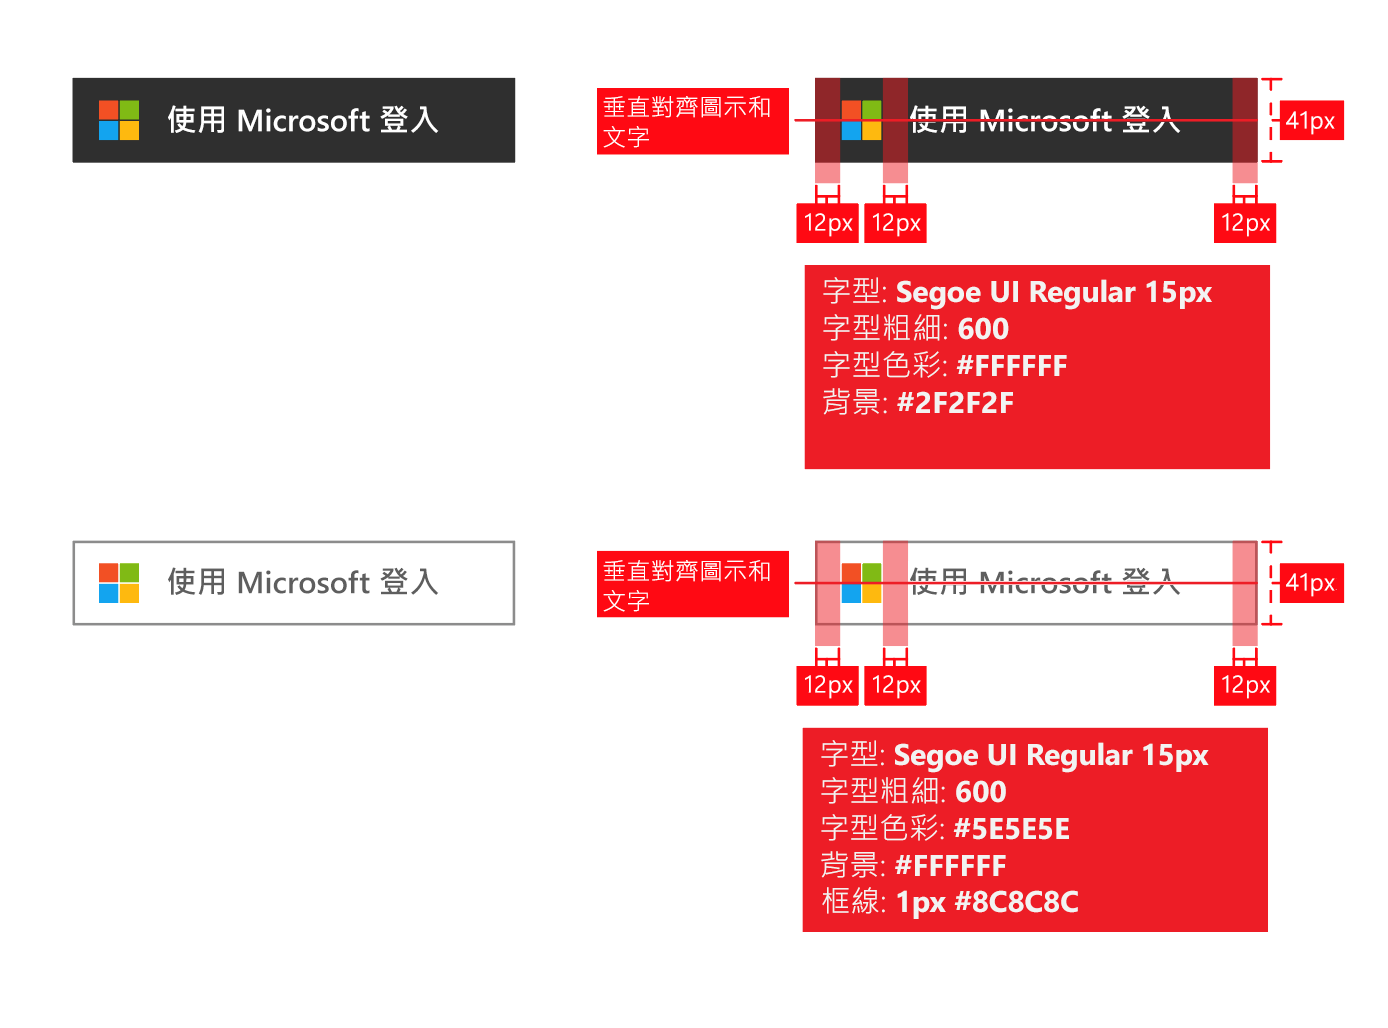 使用 Microsoft 登入
垂直對齊圖示和
文字
使用 Microsoft 登入
41px
12px
12px
12px
字型: Segoe UI Regular 15px
字型粗細: 600
字型色彩: #FFFFFF
背景: #2F2F2F
使用 Microsoft 登入
垂直對齊圖示和
文字
使用 Microsoft 登入
41px
12px
12px
12px
字型: Segoe UI Regular 15px
字型粗細: 600
字型色彩: #5E5E5E
背景: #FFFFFF
框線: 1px #8C8C8C